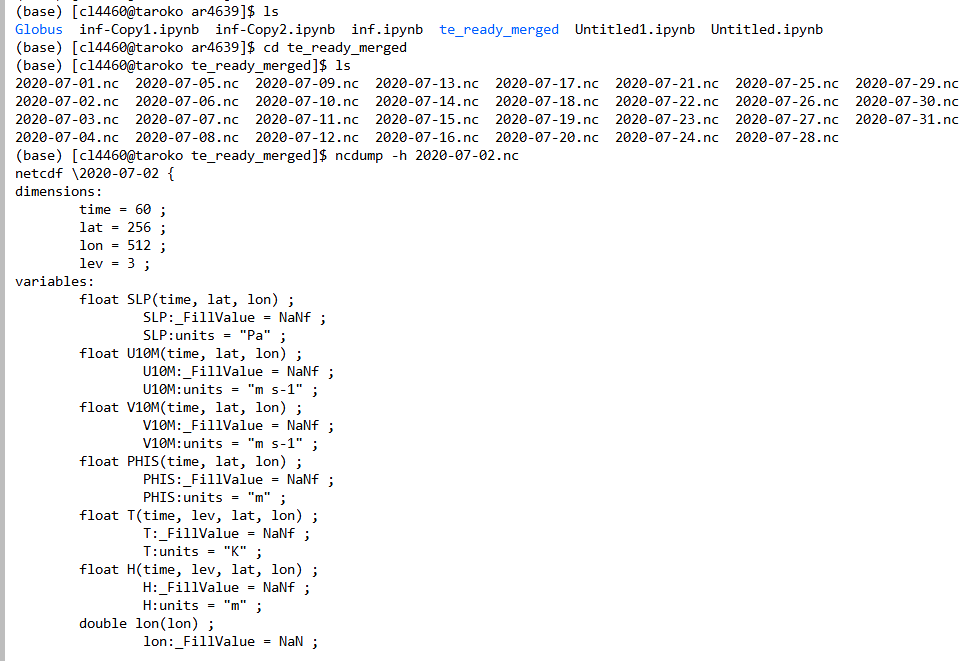 (base) [cl4460@taroko ar4639]$ ls
Globus  inf-Copy1.ipynb  inf-Copy2.ipynb  inf.ipynb  te_ready_merged  Untitled1.ipynb  Untitled.ipynb
(base) [cl4460@taroko ar4639]$ cd te_ready_merged
(base) [cl4460@taroko te_ready_merged]$ ls
2020-07-01.nc  2020-07-05.nc  2020-07-09.nc  2020-07-13.nc  2020-07-17.nc  2020-07-21.nc  2020-07-25.nc  2020-07-29.nc
2020-07-02.nc  2020-07-06.nc  2020-07-10.nc  2020-07-14.nc  2020-07-18.nc  2020-07-22.nc  2020-07-26.nc  2020-07-30.nc
2020-07-03.nc  2020-07-07.nc  2020-07-11.nc  2020-07-15.nc  2020-07-19.nc  2020-07-23.nc  2020-07-27.nc  2020-07-31.nc
2020-07-04.nc  2020-07-08.nc  2020-07-12.nc  2020-07-16.nc  2020-07-20.nc  2020-07-24.nc  2020-07-28.nc
(base) [cl4460@taroko te_ready_merged]$ ncdump -h 2020-07-02.nc
netcdf \2020-07-02 {
dimensions:
        time = 60 ;
        lat = 256 ;
        lon = 512 ;
        lev = 3 ;
variables:
        float SLP(time, lat, lon) ;
                SLP:_FillValue = NaNf ;
                SLP:units = "Pa" ;
        float U10M(time, lat, lon) ;
                U10M:_FillValue = NaNf ;
                U10M:units = "m s-1" ;
        float V10M(time, lat, lon) ;
                V10M:_FillValue = NaNf ;
                V10M:units = "m s-1" ;
        float PHIS(time, lat, lon) ;
                PHIS:_FillValue = NaNf ;
                PHIS:units = "m" ;
        float T(time, lev, lat, lon) ;
                T:_FillValue = NaNf ;
                T:units = "K" ;
        float H(time, lev, lat, lon) ;
                H:_FillValue = NaNf ;
                H:units = "m" ;
        double lon(lon) ;
                lon:_FillValue = NaN ;